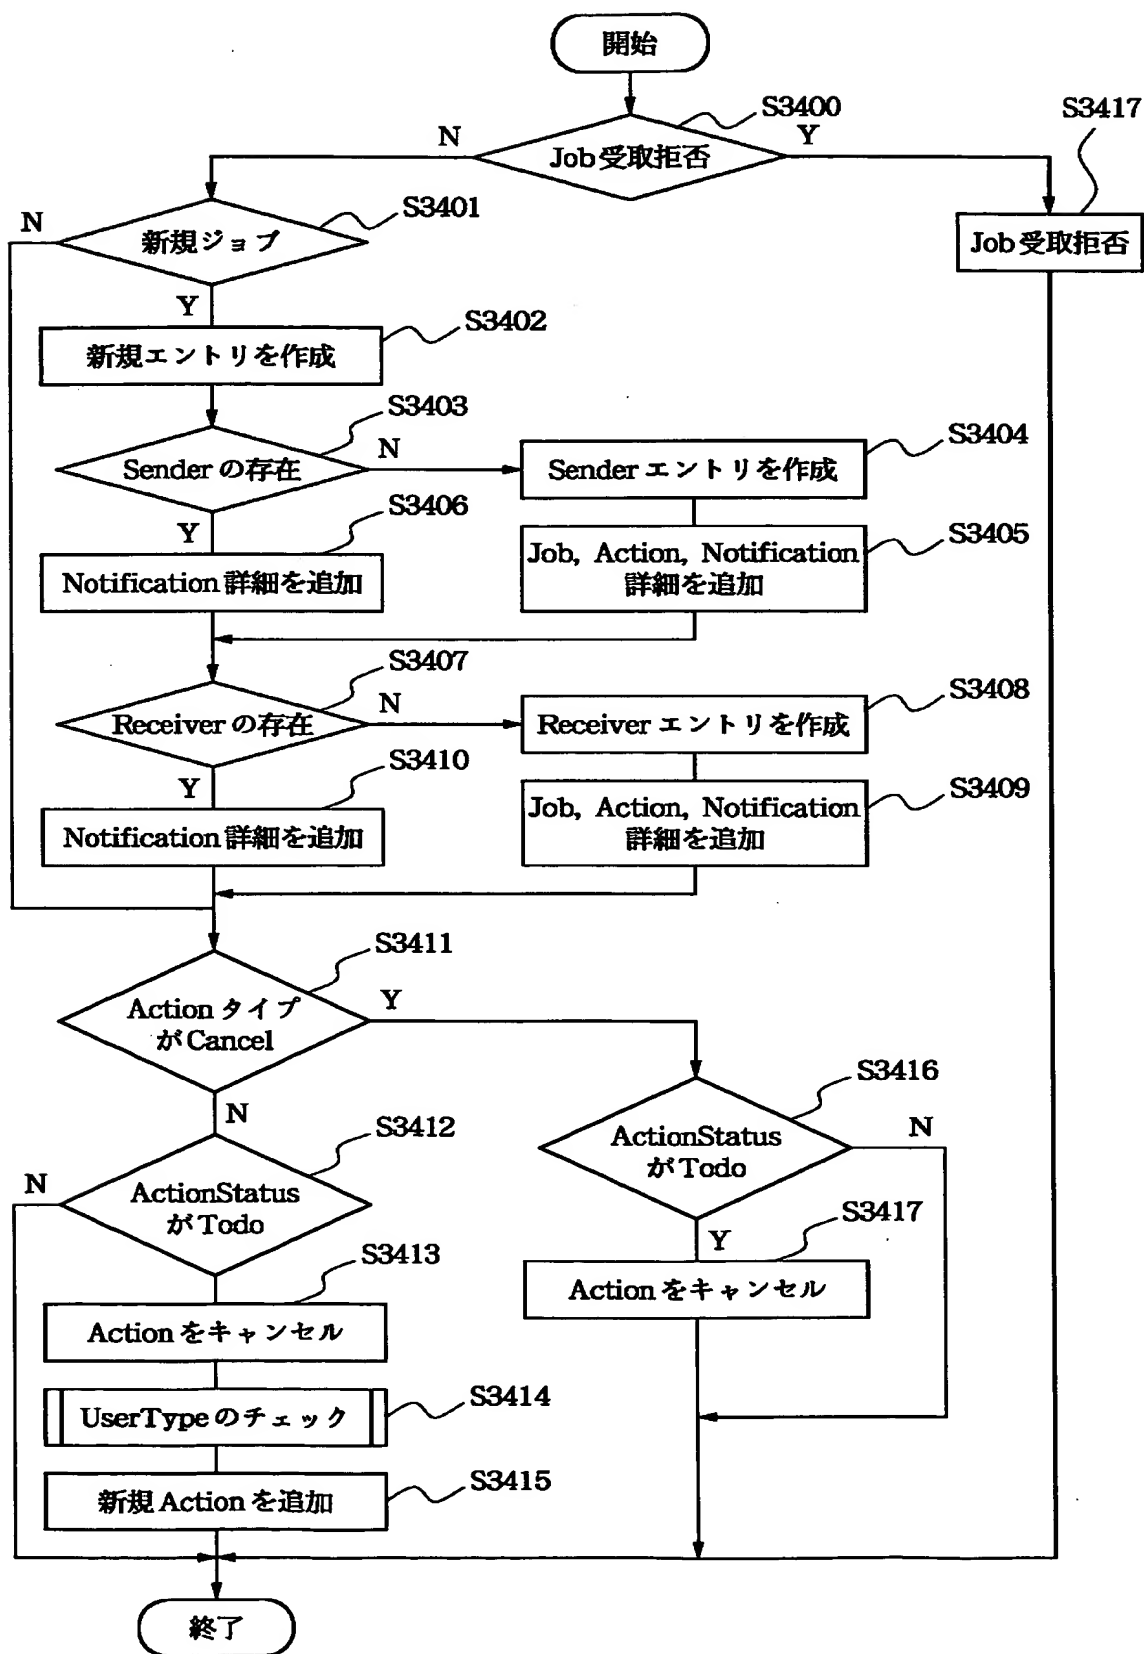 開始
S3400
S3417
N
Y
Job受取拒否
S3401
N
新規ジョブ
Job受取拒否
Y
S3402
新規エントリを作成
S3403
S3404
N
Senderの存在
Senderエントリを作成
S3406
Y
S3405
Notification詳細を追加
Job, Action, Notification
詳細を追加
S3407
S3408
N
Receiverの存在
Receiverエントリを作成
S3410
Y
S3409
Notification詳細を追加
Job, Action, Notification
詳細を追加
S3411
Y
Actionタイプ
がCancel
S3416
N
S3412
ActionStatus
がTodo
N
N
ActionStatus
がTodo
S3417
Y
S3413
Actionをキャンセル
Actionをキャンセル
S3414
UserTypeのチェック
S3415
新規Actionを追加
終了